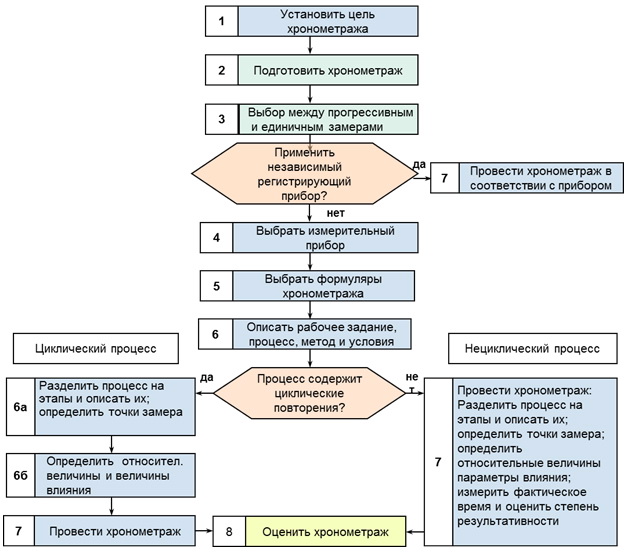 1
Установить цель
хронометража
2
Подготовить хронометраж
3
Выбор между прогрессивным
и единичным замерами
Применить
независимый
регистрирующий
прибор?
да
7
Провести хронометраж в
соответствии с прибором
нет
4
Выбрать измерительный
прибор
5
Выбрать формуляры
хронометража
6
Описать рабочее задание,
процесс, метод и условия
Циклический процесс
Нециклический процесс
Процесс содержит
циклические
повторения?
да
не
т
6а
Разделить процесс на
этапы и описать их;
определить точки замера
6б
Определить относител.
величины и величины
влияния
7
Провести хронометраж
8
Оценить хронометраж
7
Провести хронометраж:
Разделить процесс на
этапы и описать их;
определить точки замера;
определить
относительные величины
параметры влияния;
измерить фактическое
время и оценить степень
результативности